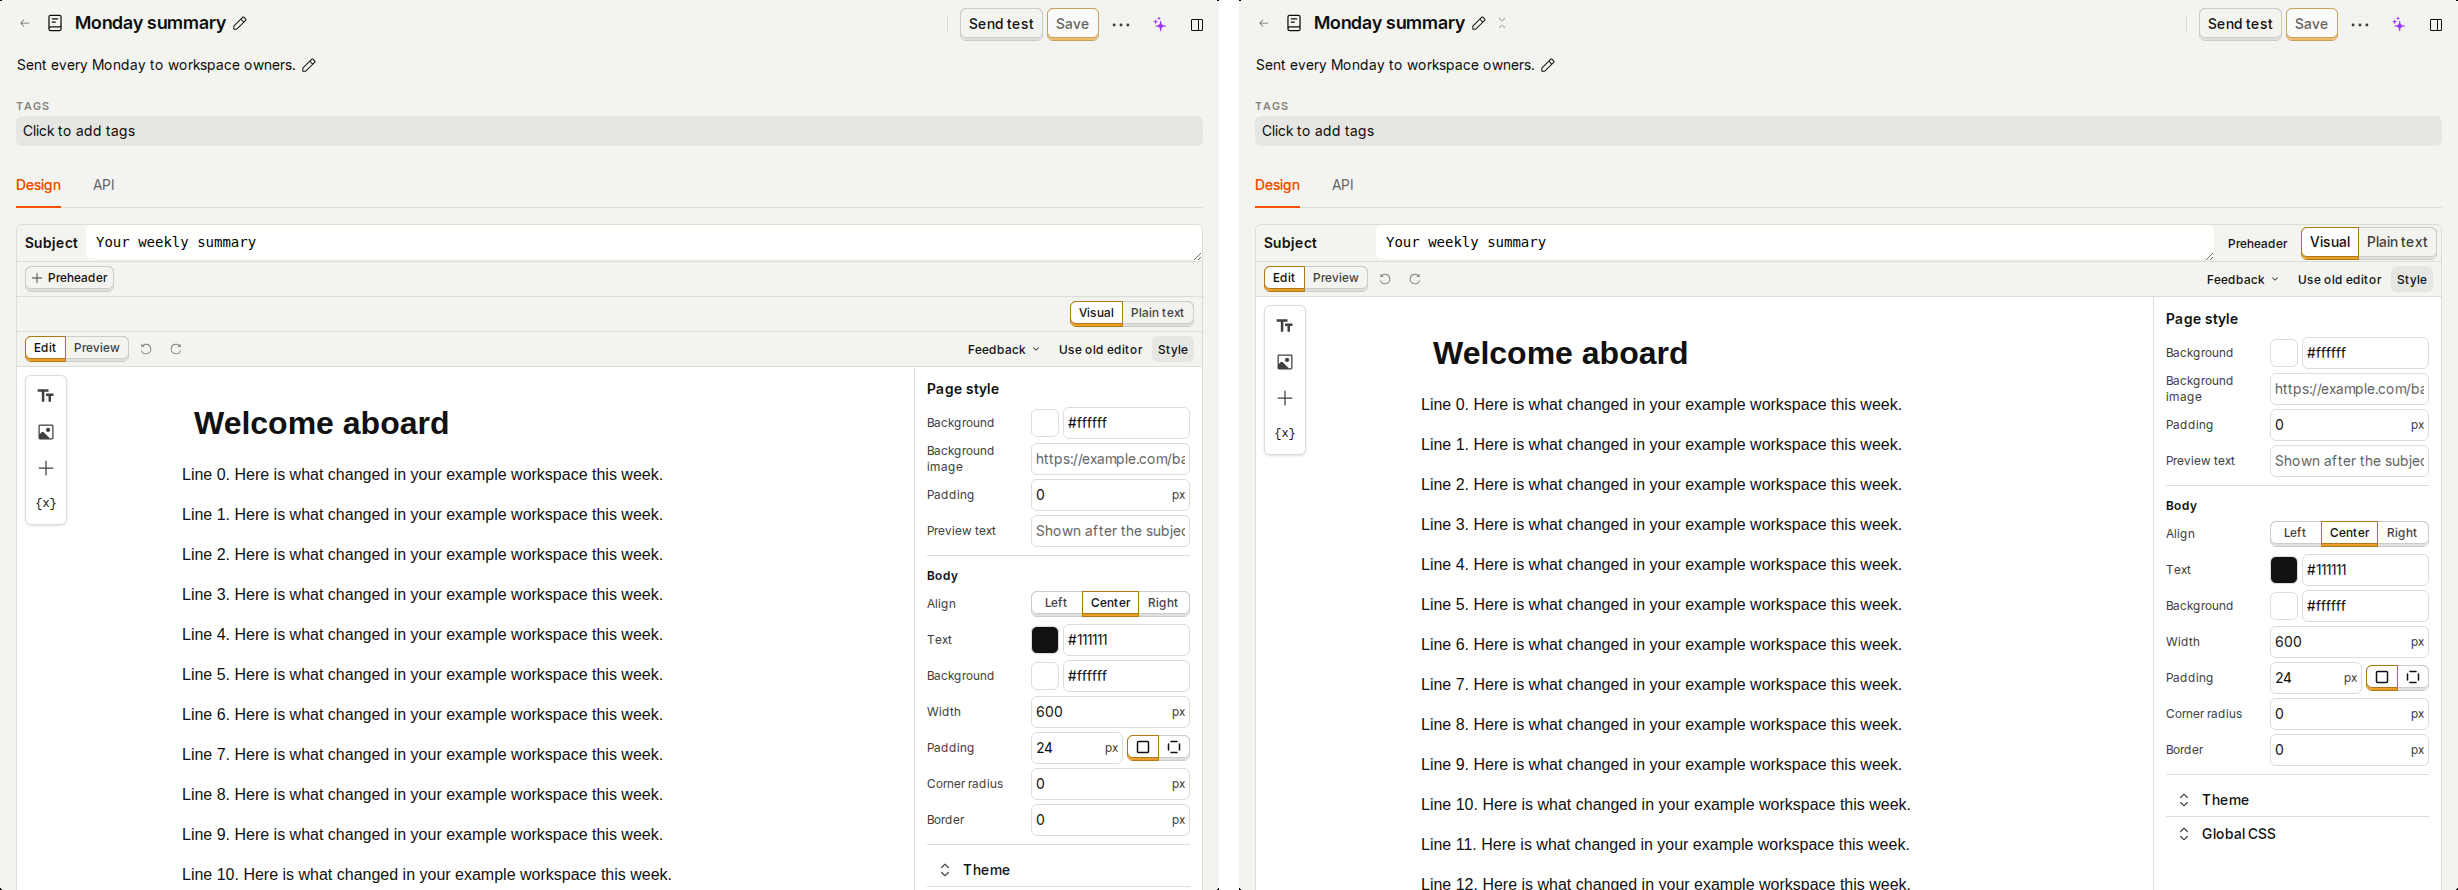 Monday summary
Send test
Save
Sent every Monday to workspace owners.
TAGS
Click to add tags
Design
API
Subject
Your weekly summary
Preheader
Visual
Plain text
Edit
Preview
Feedback
Use old editor
Style
Tт
{x}
Welcome aboard
Line 0. Here is what changed in your example workspace this week.
Line 1. Here is what changed in your example workspace this week.
Line 2. Here is what changed in your example workspace this week.
Line 3. Here is what changed in your example workspace this week.
Line 4. Here is what changed in your example workspace this week.
Line 5. Here is what changed in your example workspace this week.
Line 6. Here is what changed in your example workspace this week.
Line 7. Here is what changed in your example workspace this week.
Line 8. Here is what changed in your example workspace this week.
Line 9. Here is what changed in your example workspace this week.
Line 10. Here is what changed in your example workspace this week.
Page style
Background
#ffffff
Background
image
https://example.com/ba
Padding
0 px
Preview text
Shown after the subjec
Body
Align
Left
Center
Right
Text
#111111
Background
#ffffff
Width
600 px
Padding
24 px
Corner radius
0 px
Border
0 px
Theme
Monday summary
Send test
Save
Sent every Monday to workspace owners.
TAGS
Click to add tags
Design
API
Subject
Your weekly summary
Preheader
Visual
Plain text
Edit
Preview
Feedback
Use old editor
Style
Tт
{x}
Welcome aboard
Line 0. Here is what changed in your example workspace this week.
Line 1. Here is what changed in your example workspace this week.
Line 2. Here is what changed in your example workspace this week.
Line 3. Here is what changed in your example workspace this week.
Line 4. Here is what changed in your example workspace this week.
Line 5. Here is what changed in your example workspace this week.
Line 6. Here is what changed in your example workspace this week.
Line 7. Here is what changed in your example workspace this week.
Line 8. Here is what changed in your example workspace this week.
Line 9. Here is what changed in your example workspace this week.
Line 10. Here is what changed in your example workspace this week.
Line 11. Here is what changed in your example workspace this week.
Line 12. Here is what changed in your example workspace this week.
Page style
Background
#ffffff
Background
image
https://example.com/ba
Padding
0 px
Preview text
Shown after the subjec
Body
Align
Left
Center
Right
Text
#111111
Background
#ffffff
Width
600 px
Padding
24 px
Corner radius
0 px
Border
0 px
Theme
Global CSS